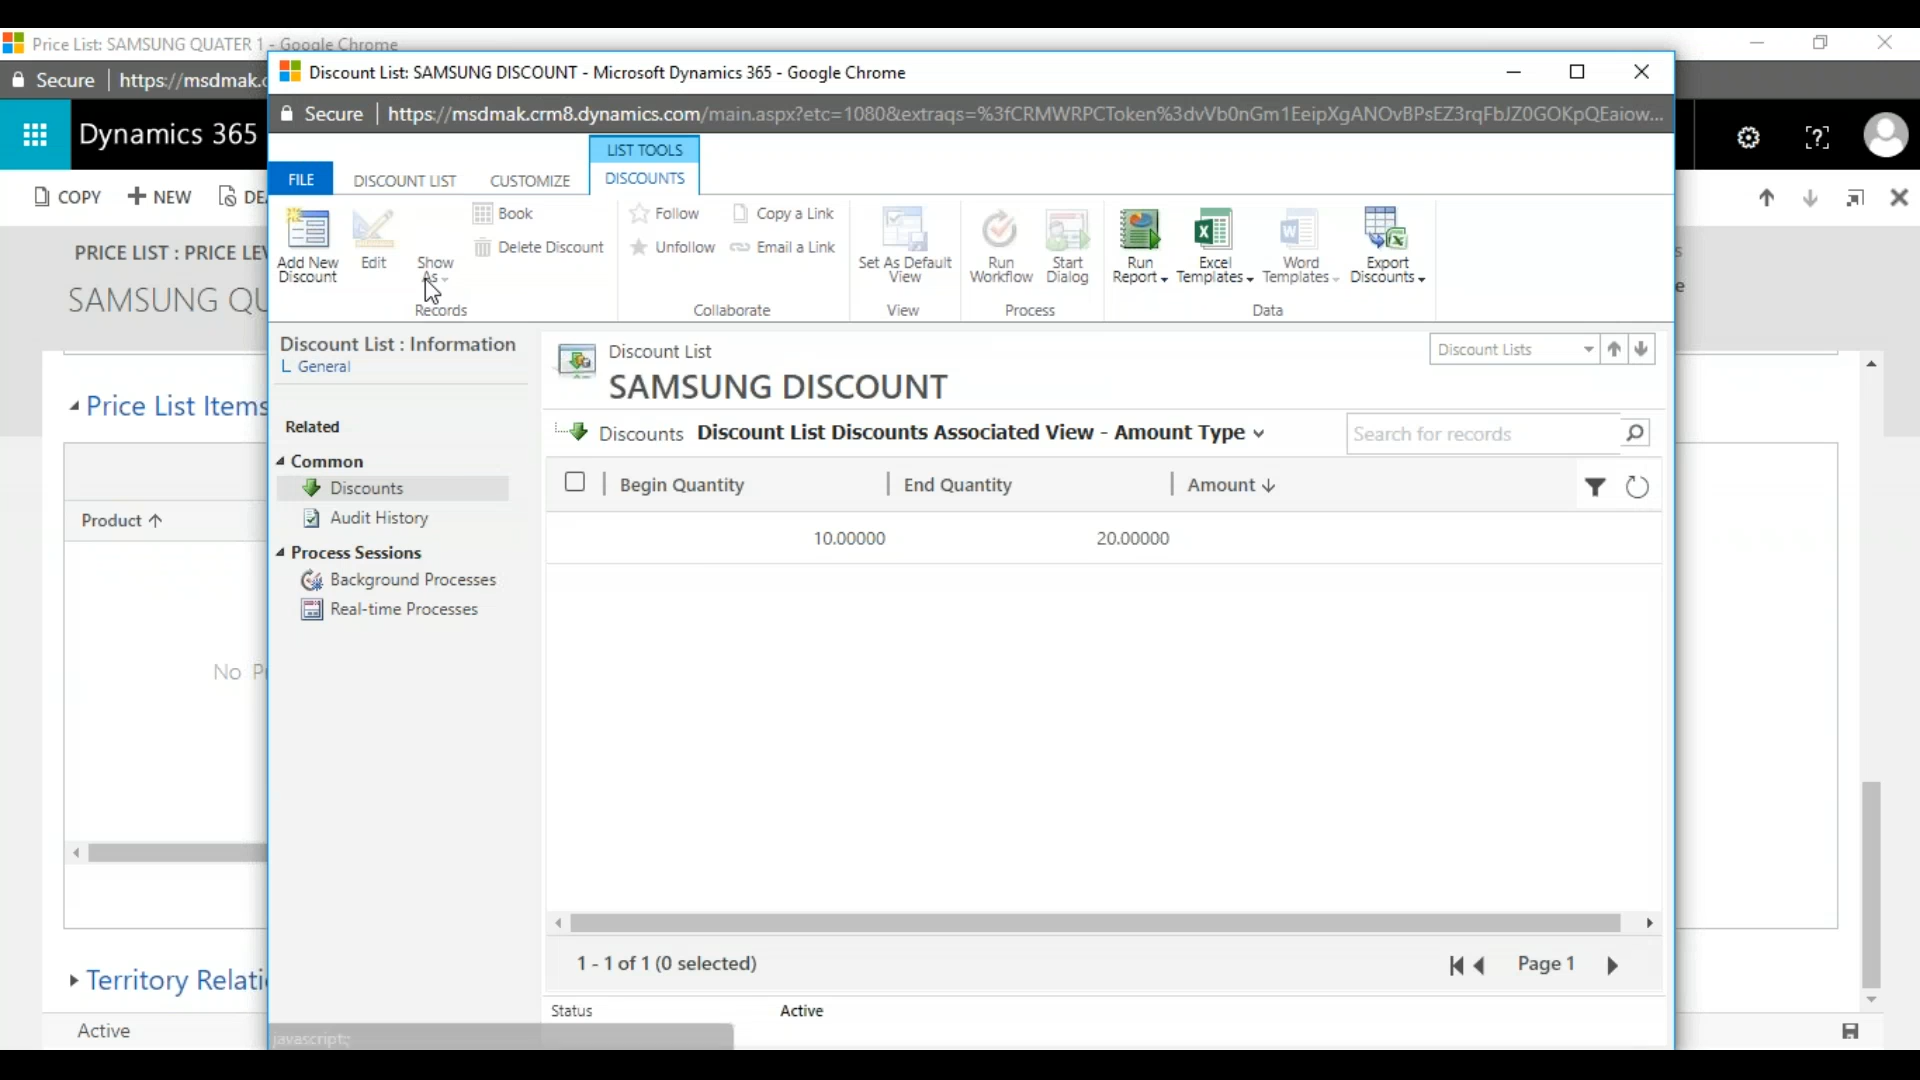 Price List: SAMSUNG QUATER 1 - Google Chrome
Secure | https://msdmak.c
Dynamics 365
COPY NEW DEA
PRICE LIST : PRICE LEV
SAMSUNG QU
Price List Items
Product
No P
Territory Relati
Active
Discount List: SAMSUNG DISCOUNT - Microsoft Dynamics 365 - Google Chrome
Secure | https://msdmak.crm8.dynamics.com/main.aspx?etc=1080&extraqs=%3fCRMWRPCToken%3dvVb0nGm1EeipXgANOvBPsEZ3rqFbJZ0GOKpQEaiow...
LIST TOOLS
FILE DISCOUNT LIST CUSTOMIZE DISCOUNTS
Add New Discount
Edit
Show As
Book
Delete Discount
Records
Follow
Unfollow
Copy a Link
Email a Link
Collaborate
Set As Default View
View
Run Workflow
Start Dialog
Process
Run Report
Excel Templates
Word Templates
Export Discounts
Data
Discount List : Information
General
Related
Common
Discounts
Audit History
Process Sessions
Background Processes
Real-time Processes
Discount List
SAMSUNG DISCOUNT
Discount Lists
Discounts Discount List Discounts Associated View - Amount Type
Search for records
Begin Quantity End Quantity Amount
10.00000 20.00000
1 - 1 of 1 (0 selected)
Page 1
Status Active
javascript:;
s
e